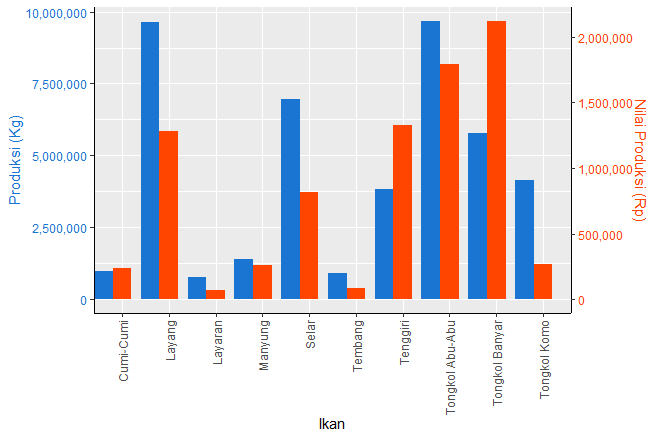 10,000,000
7,500,000
5,000,000
2,500,000
0
Produksi (Kg)
2,000,000
1,500,000
1,000,000
500,000
0
Nilai Produksi (Rp)
Cumi-Cumi
Layang
Layaran
Manyung
Selar
Tembang
Tenggiri
Tongkol Abu-Abu
Tongkol Banyar
Tongkol Komo
Ikan